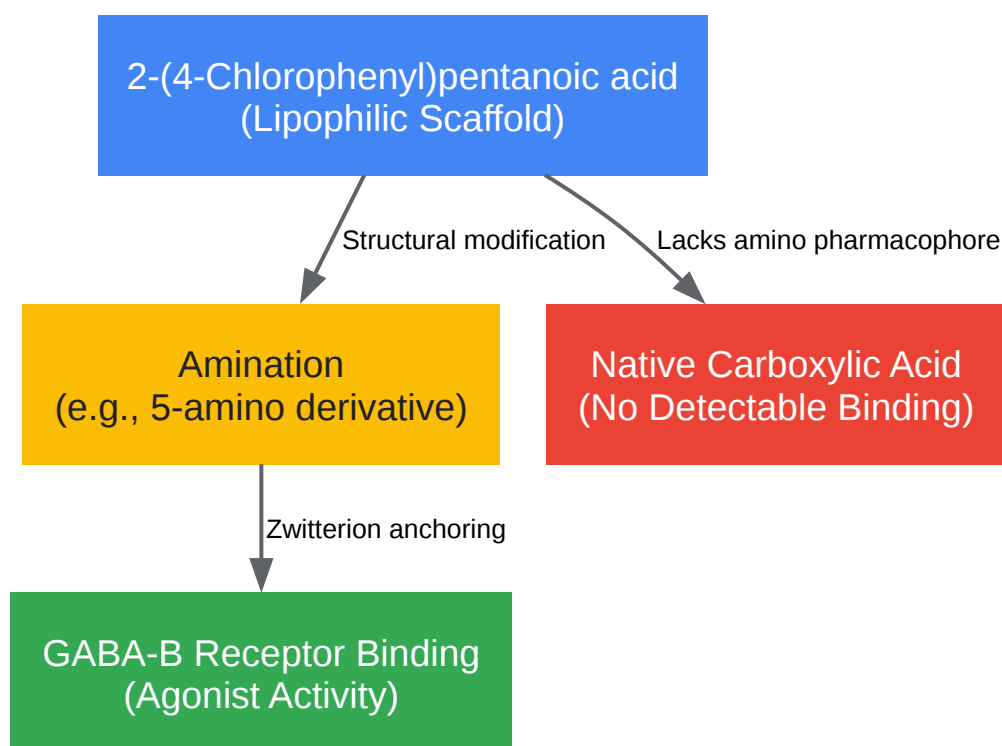 2-(4-Chlorophenyl)pentanoic acid
(Lipophilic Scaffold)
Structural modification
Lacks amino pharmacophore
Amination
(e.g., 5-amino derivative)
Native Carboxylic Acid
(No Detectable Binding)
Zwitterion anchoring
GABA-B Receptor Binding
(Agonist Activity)